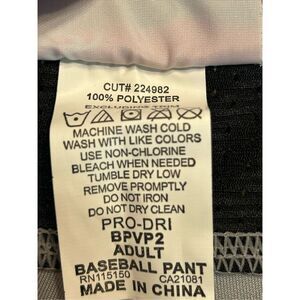 CUT# 224982
100% POLYESTER
EXCLUDING TRIM
MACHINE WASH COLD
WASH WITH LIKE COLORS
USE NON-CHLORINE
BLEACH WHEN NEEDED
TUMBLE DRY LOW
REMOVE PROMPTLY
DO NOT IRON
DO NOT DRY CLEAN
PRO-DRI
BPVP2
ADULT
BASEBALL PANT
RN115150 CA21081
MADE IN CHINA